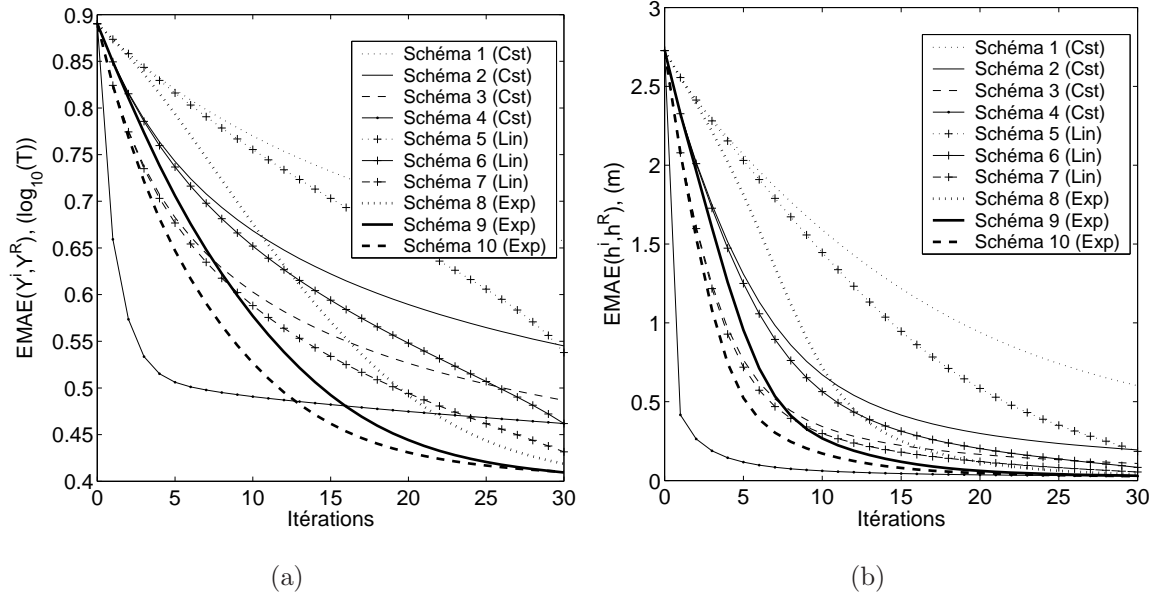 0.9
0.85
0.8
0.75
0.7
0.65
0.6
0.55
0.5
0.45
0.4
0 5 10 15 20 25 30
Itérations
EMAE(Y^i,Y^R), (log_10(T))
Schéma 1 (Cst)
Schéma 2 (Cst)
Schéma 3 (Cst)
Schéma 4 (Cst)
Schéma 5 (Lin)
Schéma 6 (Lin)
Schéma 7 (Lin)
Schéma 8 (Exp)
Schéma 9 (Exp)
Schéma 10 (Exp)
(a)
3
2.5
2
1.5
1
0.5
0
0 5 10 15 20 25 30
Itérations
EMAE(h^i,h^R), (m)
Schéma 1 (Cst)
Schéma 2 (Cst)
Schéma 3 (Cst)
Schéma 4 (Cst)
Schéma 5 (Lin)
Schéma 6 (Lin)
Schéma 7 (Lin)
Schéma 8 (Exp)
Schéma 9 (Exp)
Schéma 10 (Exp)
(b)